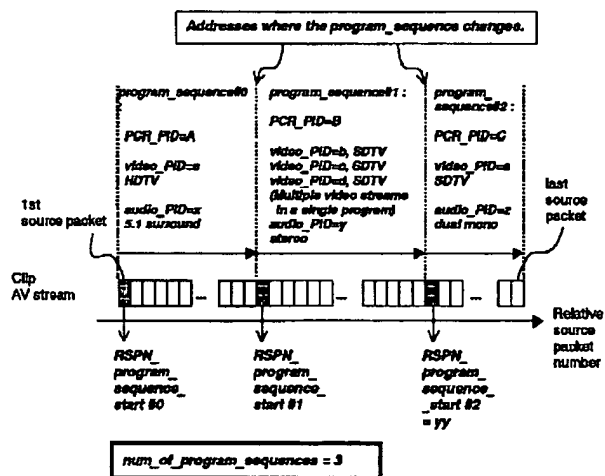 Addresses where the program_sequence changes.
program_sequence#0
PCR_PID=A
video_PID=a
HDTV
audio_PID=x
5.1 surround
program_sequence#1 :
PCR_PID=B
video_PID=b, SDTV
video_PID=c, SDTV
video_PID=d, SDTV
(Multiple video streams
in a single program)
audio_PID=y
stereo
program_
sequence#2 :
PCR_PID=C
video_PID=e
SDTV
audio_PID=z
dual mono
1st
source packet
last
source
packet
Clip
AV stream
... ... ...
Relative
source
packet
number
RSPN_
program_
sequence_
start #0
RSPN_
program_
sequence_
start #1
RSPN_
program_
sequence_
_start #2
= yy
num_of_program_sequences = 3